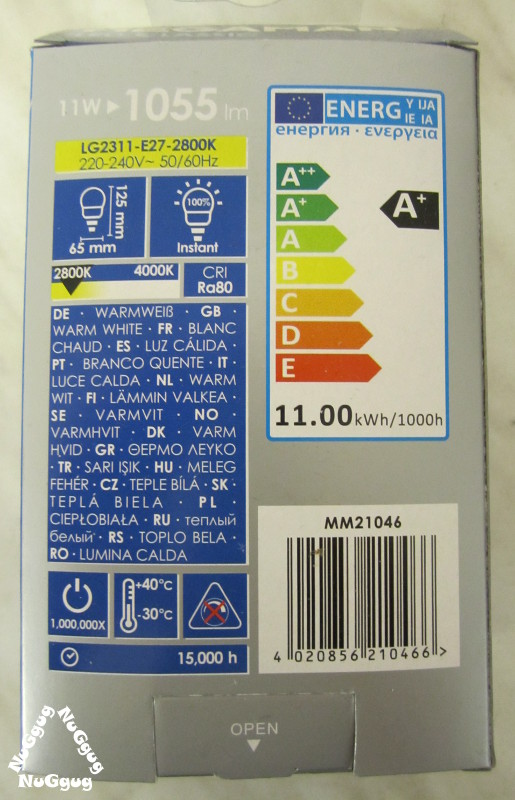 11W ▸ 1055 lm
LG2311-E27-2800K
220-240V~ 50/60Hz
125 mm
65 mm
100%
Instant
2800K 4000K
CRI
Ra80
DE · WARMWEIß · GB ·
WARM WHITE · FR · BLANC
CHAUD · ES · LUZ CÁLIDA ·
PT · BRANCO QUENTE · IT ·
LUCE CALDA · NL · WARM
WIT · FI · LÄMMIN VALKEA ·
SE · VARMVIT · NO ·
VARMHVIT · DK · VARM
HVID · GR · ΘΕΡΜΟ ΛΕΥΚΟ
· TR · SARI IŞIK · HU · MELEG
FEHÉR · CZ · TEPLE BÍLÁ · SK ·
TEPLÁ BIELA · PL ·
CIEPŁOBIAŁA · RU · теплый
белый · RS · TOPLO BELA ·
RO · LUMINA CALDA
1,000,000X
+40°C
-30°C
15,000 h
ENERG Y IJA
IE IA
енергия · ενεργεια
A++
A+
A
B
C
D
E
A+
11.00 kWh/1000h
MM21046
4 020856 210466 >
OPEN
NuGgug
NuGgug
NuGgug